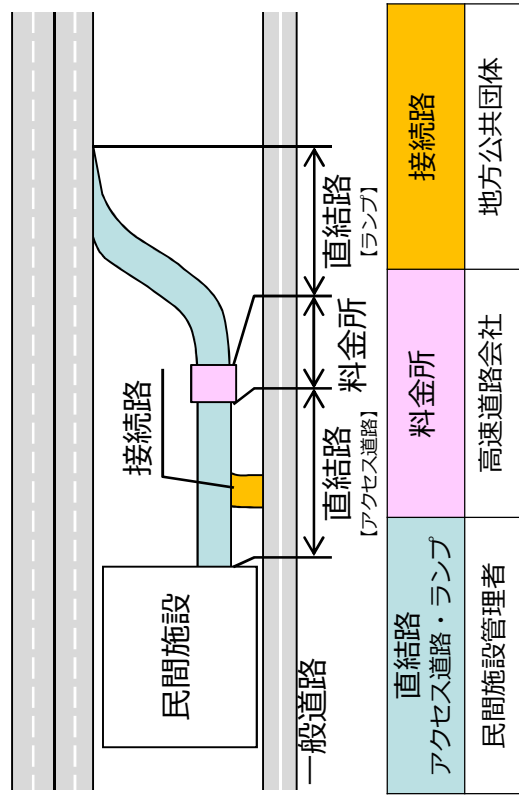 直結路
【ランプ】
料金所
接続路
直結路
【アクセス道路】
民間施設
一般道路
直結路
アクセス道路・ランプ
料金所
接続路
民間施設管理者
高速道路会社
地方公共団体